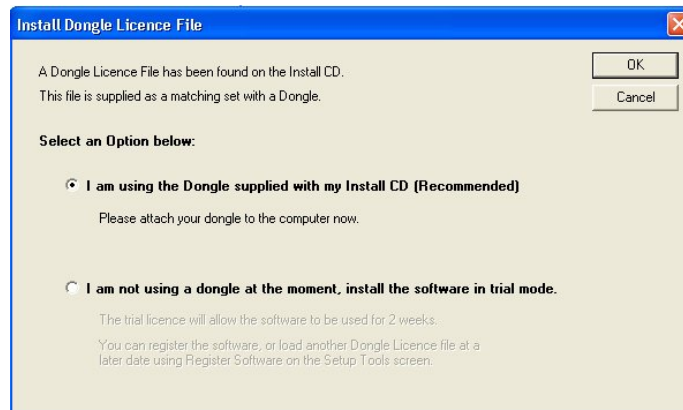 Install Dongle Licence File
A Dongle Licence File has been found on the Install CD.
This file is supplied as a matching set with a Dongle.
OK
Cancel
Select an Option below:
I am using the Dongle supplied with my Install CD (Recommended)
Please attach your dongle to the computer now.
I am not using a dongle at the moment, install the software in trial mode.
The trial licence will allow the software to be used for 2 weeks.
You can register the software, or load another Dongle Licence file at a
later date using Register Software on the Setup Tools screen.